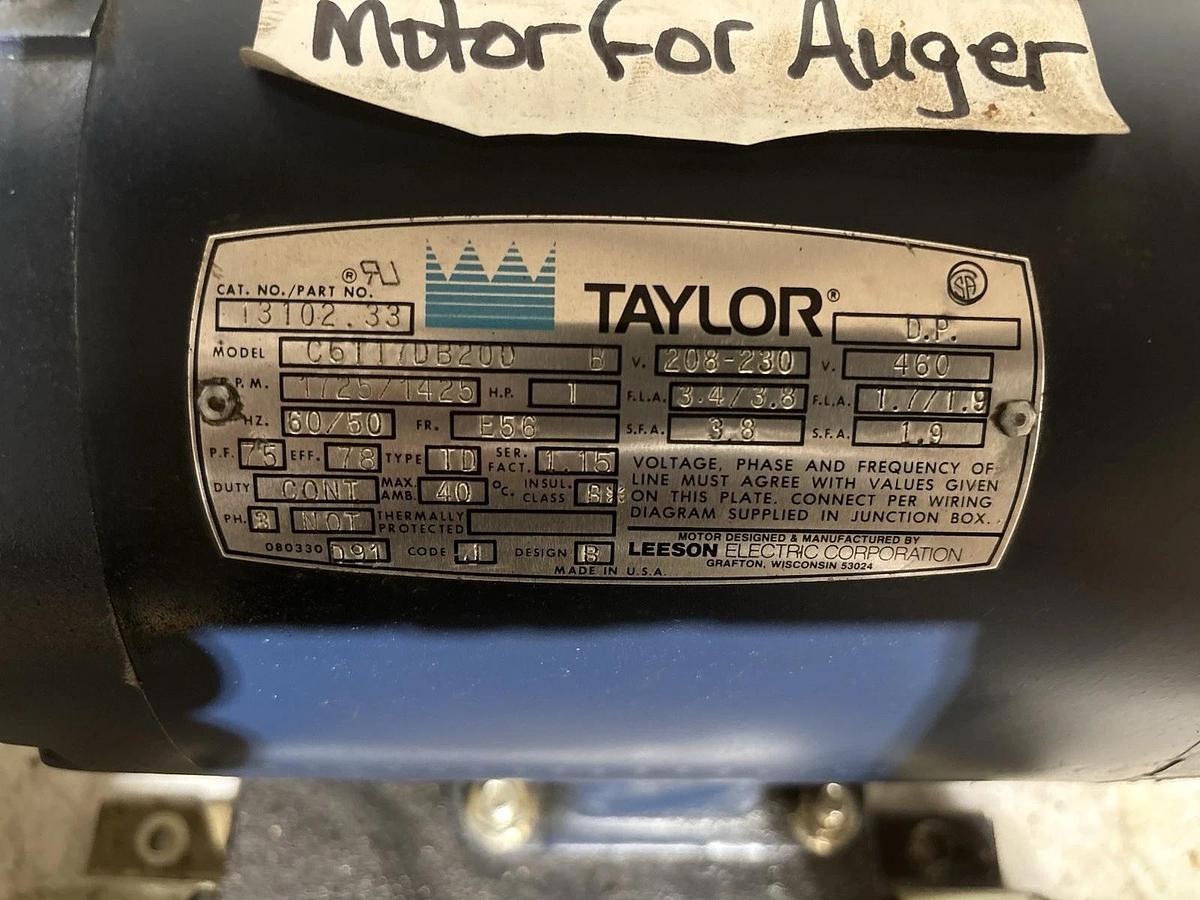 Motor For Auger
CAT. NO./PART NO.
13102.33
TAYLOR®
D.P.
MODEL C6T17DB20D B V. 208-230 V. 460
P.M. 1725/1425 H.P. 1 F.L.A. 3.4/3.8 F.L.A. 1.7/1.9
HZ. 60/50 FR. E56 S.F.A. 3.8 S.F.A. 1.9
P.F. 75 EFF. 78 TYPE TD SER. FACT. 1.15
DUTY CONT MAX. AMB. 40 °C. INSUL. CLASS B
PH. 3 NOT THERMALLY PROTECTED
080330 D91 CODE DESIGN B
MADE IN U.S.A.
VOLTAGE, PHASE AND FREQUENCY OF
LINE MUST AGREE WITH VALUES GIVEN
ON THIS PLATE. CONNECT PER WIRING
DIAGRAM SUPPLIED IN JUNCTION BOX.
MOTOR DESIGNED & MANUFACTURED BY
LEESON ELECTRIC CORPORATION
GRAFTON, WISCONSIN 53024